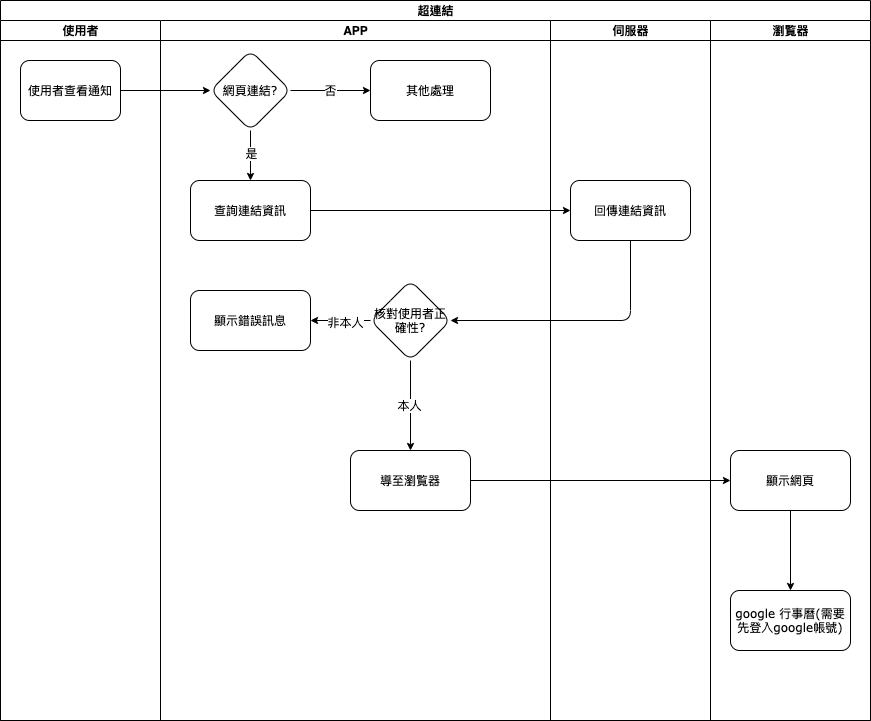 超連結
使用者
APP
伺服器
瀏覧器
使用者查看通知
網頁連結?
否
其他處理
是
查詢連結資訊
回傳連結資訊
顯示錯誤訊息
非本人
核對使用者正
確性?
本人
導至瀏覧器
顯示網頁
google 行事曆(需要
先登入google帳號)